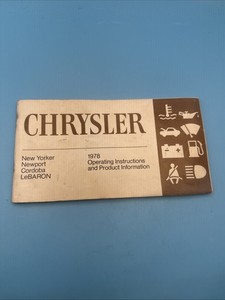 CHRYSLER
New Yorker
Newport
Cordoba
LeBARON
1978
Operating Instructions
and Product Information